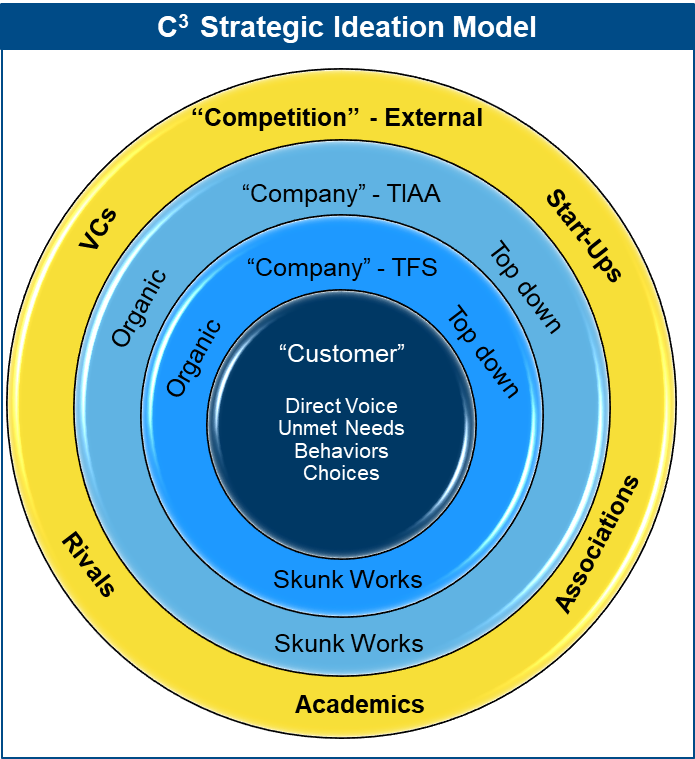 C³ Strategic Ideation Model
“Competition” - External
VCs
Start-Ups
“Company” - TIAA
Organic
Top down
“Company” - TFS
Organic
Top down
“Customer”
Direct Voice
Unmet Needs
Behaviors
Choices
Skunk Works
Skunk Works
Rivals
Associations
Academics